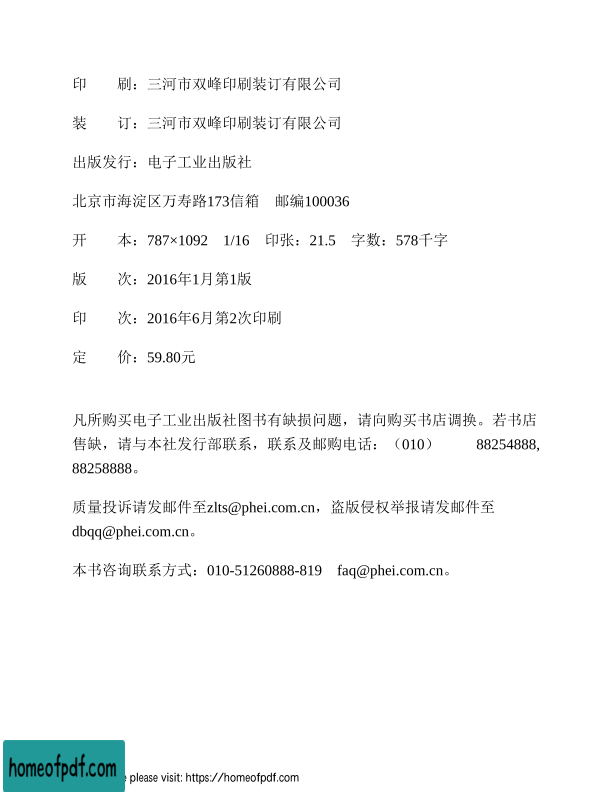 印　　刷：三河市双峰印刷装订有限公司
装　　订：三河市双峰印刷装订有限公司
出版发行：电子工业出版社
北京市海淀区万寿路173信箱　邮编100036
开　　本：787×1092　1/16　印张：21.5　字数：578千字
版　　次：2016年1月第1版
印　　次：2016年6月第2次印刷
定　　价：59.80元
凡所购买电子工业出版社图书有缺损问题，请向购买书店调换。若书店
售缺，请与本社发行部联系，联系及邮购电话：（010）　　88254888,
88258888。
质量投诉请发邮件至zlts@phei.com.cn，盗版侵权举报请发邮件至
dbqq@phei.com.cn。
本书咨询联系方式：010-51260888-819　faq@phei.com.cn。
homeofpdf.com
please visit: https://homeofpdf.com